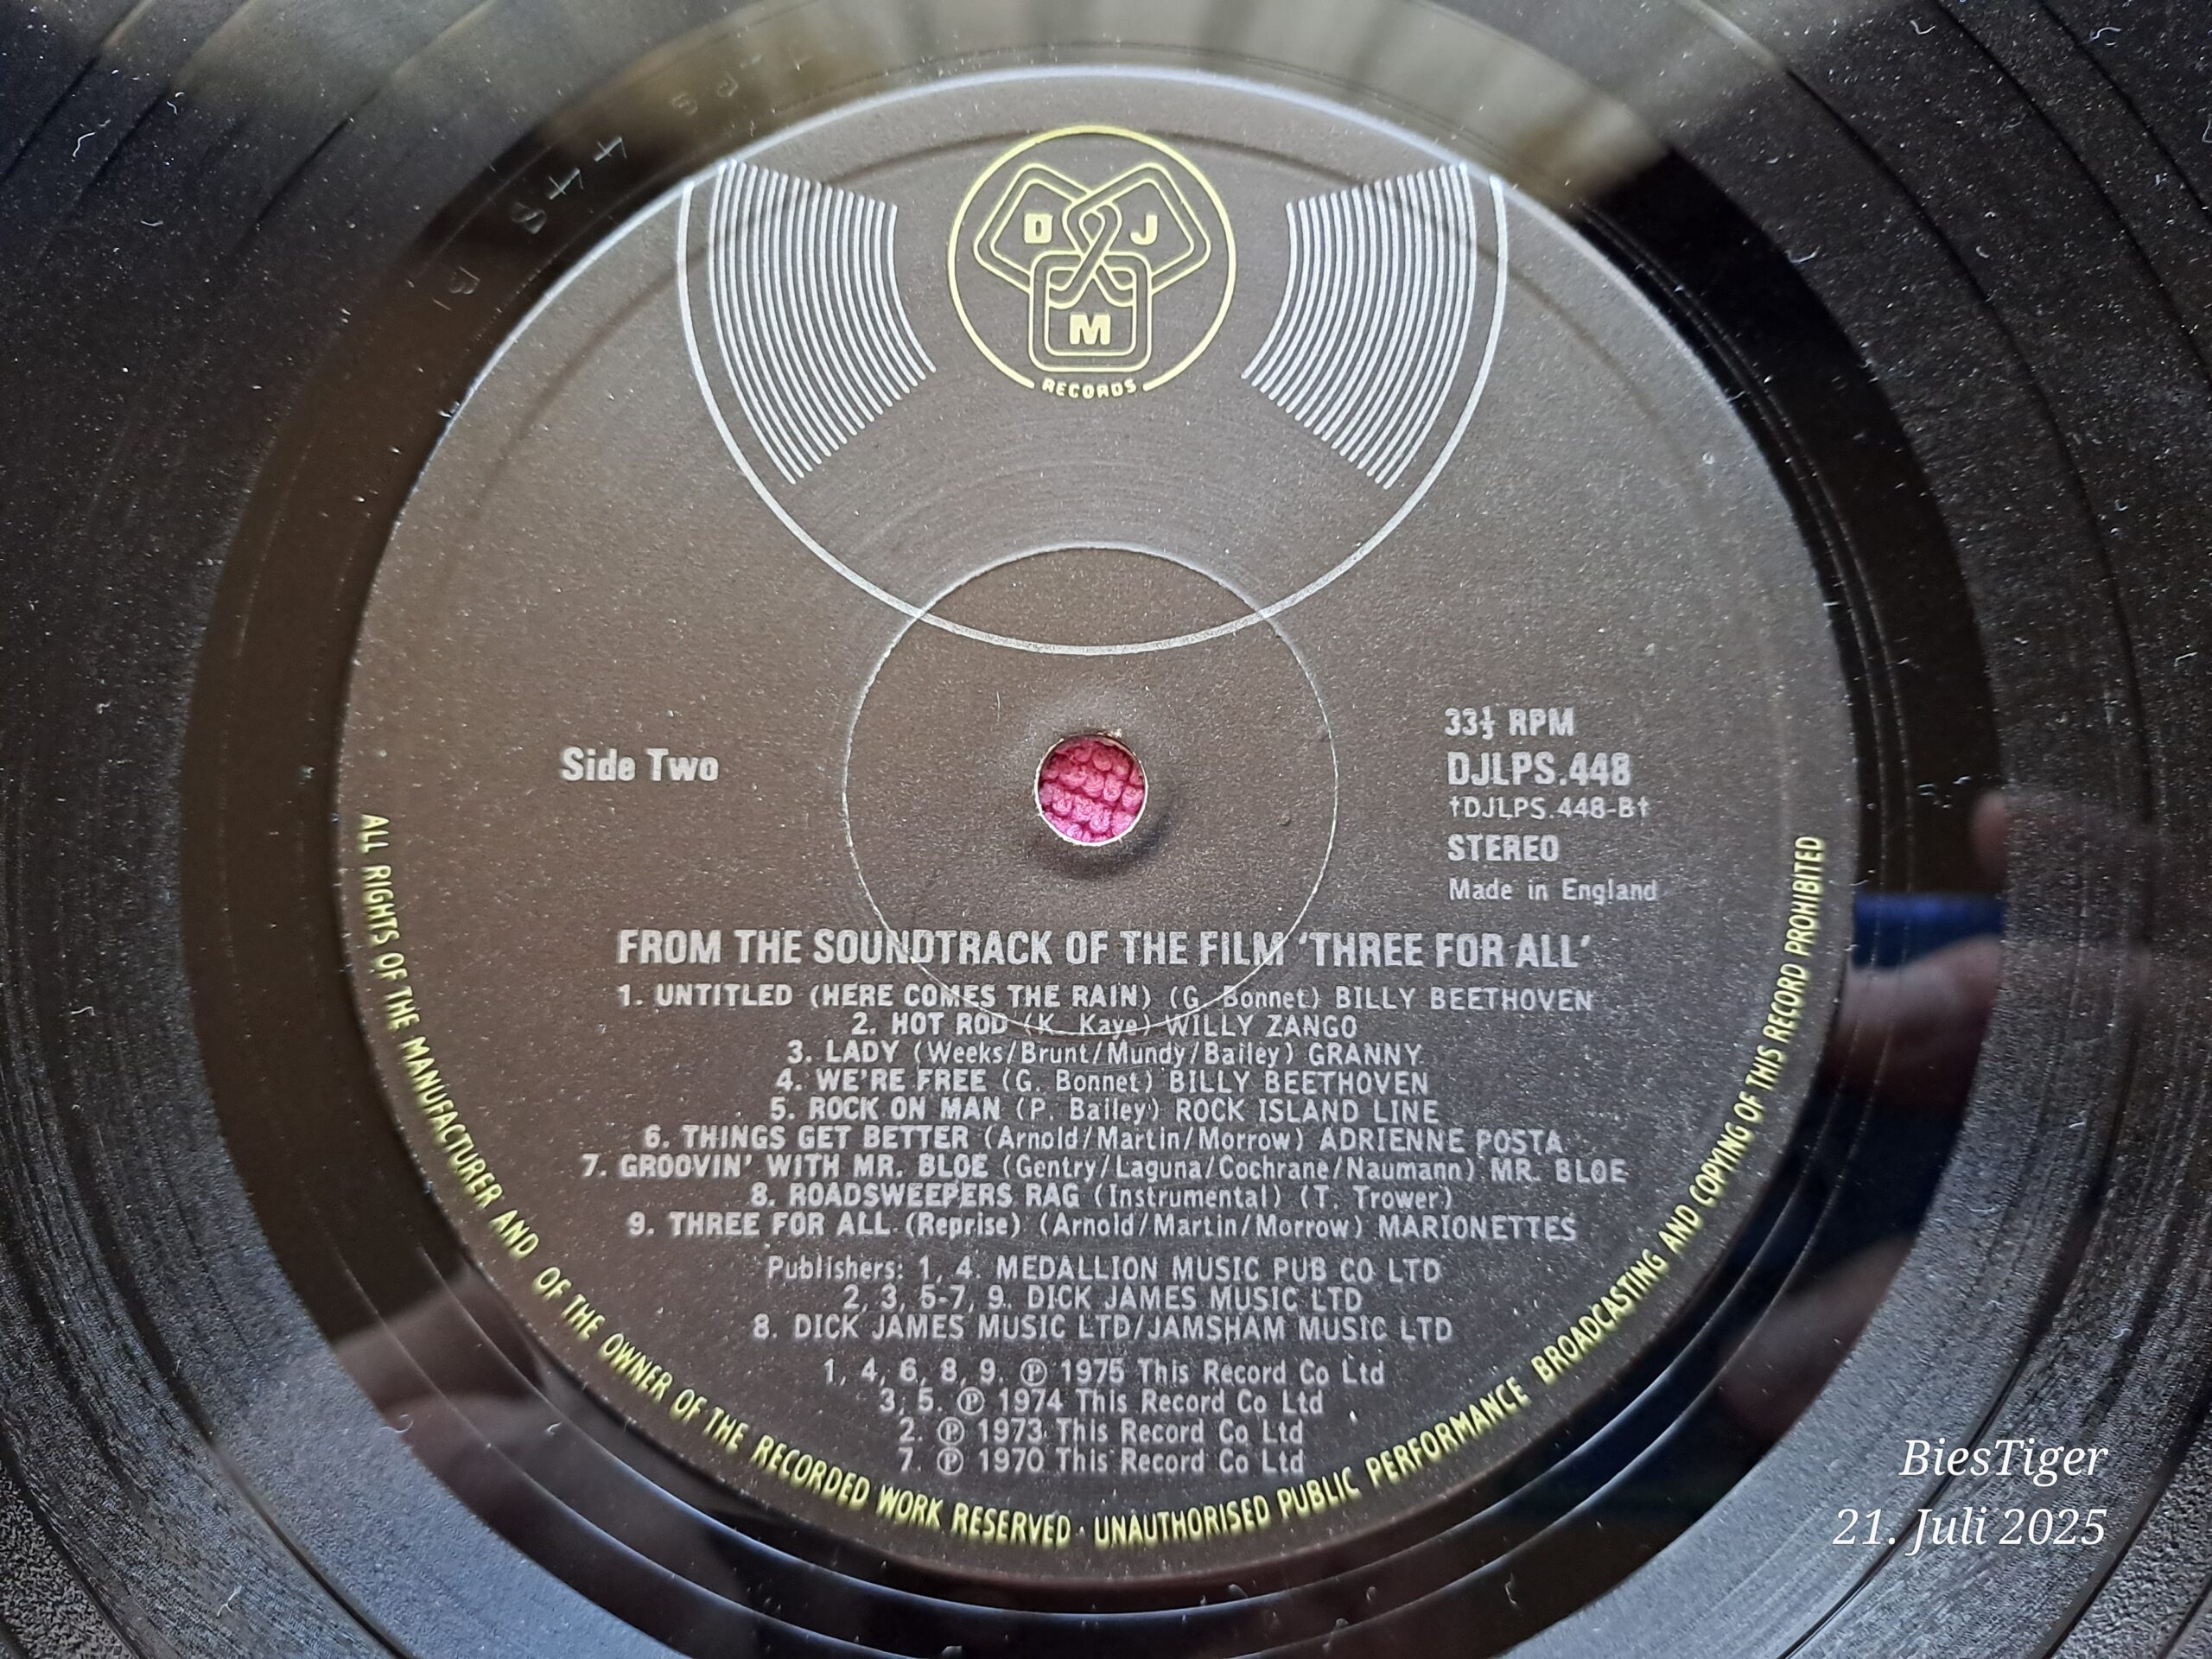 D J
M
RECORDS
Side Two
33⅓ RPM
DJLPS.448
†DJLPS.448-B†
STEREO
Made in England
FROM THE SOUNDTRACK OF THE FILM ‘THREE FOR ALL’
1. UNTITLED (HERE COMES THE RAIN) (G. Bonnet) BILLY BEETHOVEN
2. HOT ROD (K. Kaye) WILLY ZANGO
3. LADY (Weeks/Brunt/Mundy/Bailey) GRANNY
4. WE'RE FREE (G. Bonnet) BILLY BEETHOVEN
5. ROCK ON MAN (P. Bailey) ROCK ISLAND LINE
6. THINGS GET BETTER (Arnold/Martin/Morrow) ADRIENNE POSTA
7. GROOVIN' WITH MR. BLOE (Gentry/Laguna/Cochrane/Naumann) MR. BLOE
8. ROADSWEEPERS RAG (Instrumental) (T. Trower)
9. THREE FOR ALL (Reprise) (Arnold/Martin/Morrow) MARIONETTES
Publishers: 1, 4. MEDALLION MUSIC PUB CO LTD
2, 3, 5-7, 9. DICK JAMES MUSIC LTD
8. DICK JAMES MUSIC LTD/JAMSHAM MUSIC LTD
1, 4, 6, 8, 9. ℗ 1975 This Record Co Ltd
3, 5. ℗ 1974 This Record Co Ltd
2. ℗ 1973 This Record Co Ltd
7. ℗ 1970 This Record Co Ltd
ALL RIGHTS OF THE MANUFACTURER AND OF THE OWNER OF THE RECORDED WORK RESERVED · UNAUTHORISED PUBLIC PERFORMANCE BROADCASTING AND COPYING OF THIS RECORD PROHIBITED
BiesTiger
21. Juli 2025